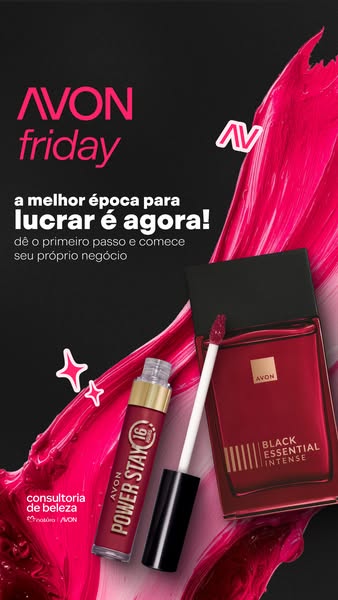 AVON
friday
a melhor época para
lucrar é agora!
dê o primeiro passo e comece
seu próprio negócio
AVON
BLACK
ESSENTIAL
INTENSE
AVON
POWER STAY 16
consultoria
de beleza
natura | AVON